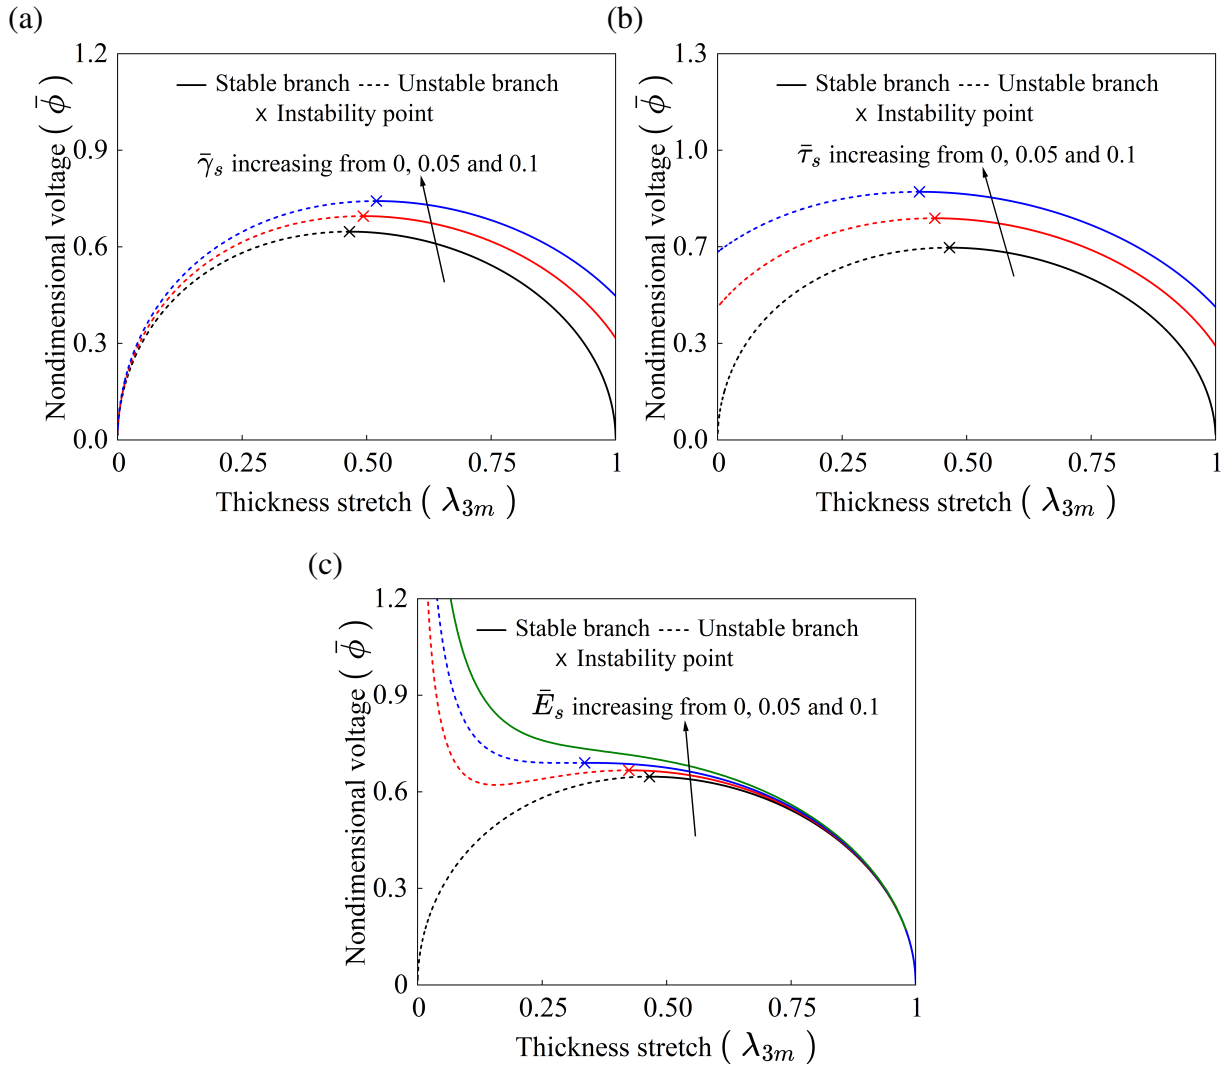 (a)
1.2
Stable branch Unstable branch
x Instability point
γ̄ₛ increasing from 0, 0.05 and 0.1
0.9
0.6
0.3
0.0
Nondimensional voltage ( ϕ̄ )
0 0.25 0.50 0.75 1
Thickness stretch ( λ₃ₘ )
(b)
1.3
Stable branch Unstable branch
x Instability point
τ̄ₛ increasing from 0, 0.05 and 0.1
1.0
0.7
0.3
0.0
Nondimensional voltage ( ϕ̄ )
0 0.25 0.50 0.75 1
Thickness stretch ( λ₃ₘ )
(c)
1.2
Stable branch Unstable branch
x Instability point
Ēₛ increasing from 0, 0.05 and 0.1
0.9
0.6
0.3
0
Nondimensional voltage ( ϕ̄ )
0 0.25 0.50 0.75 1
Thickness stretch ( λ₃ₘ )